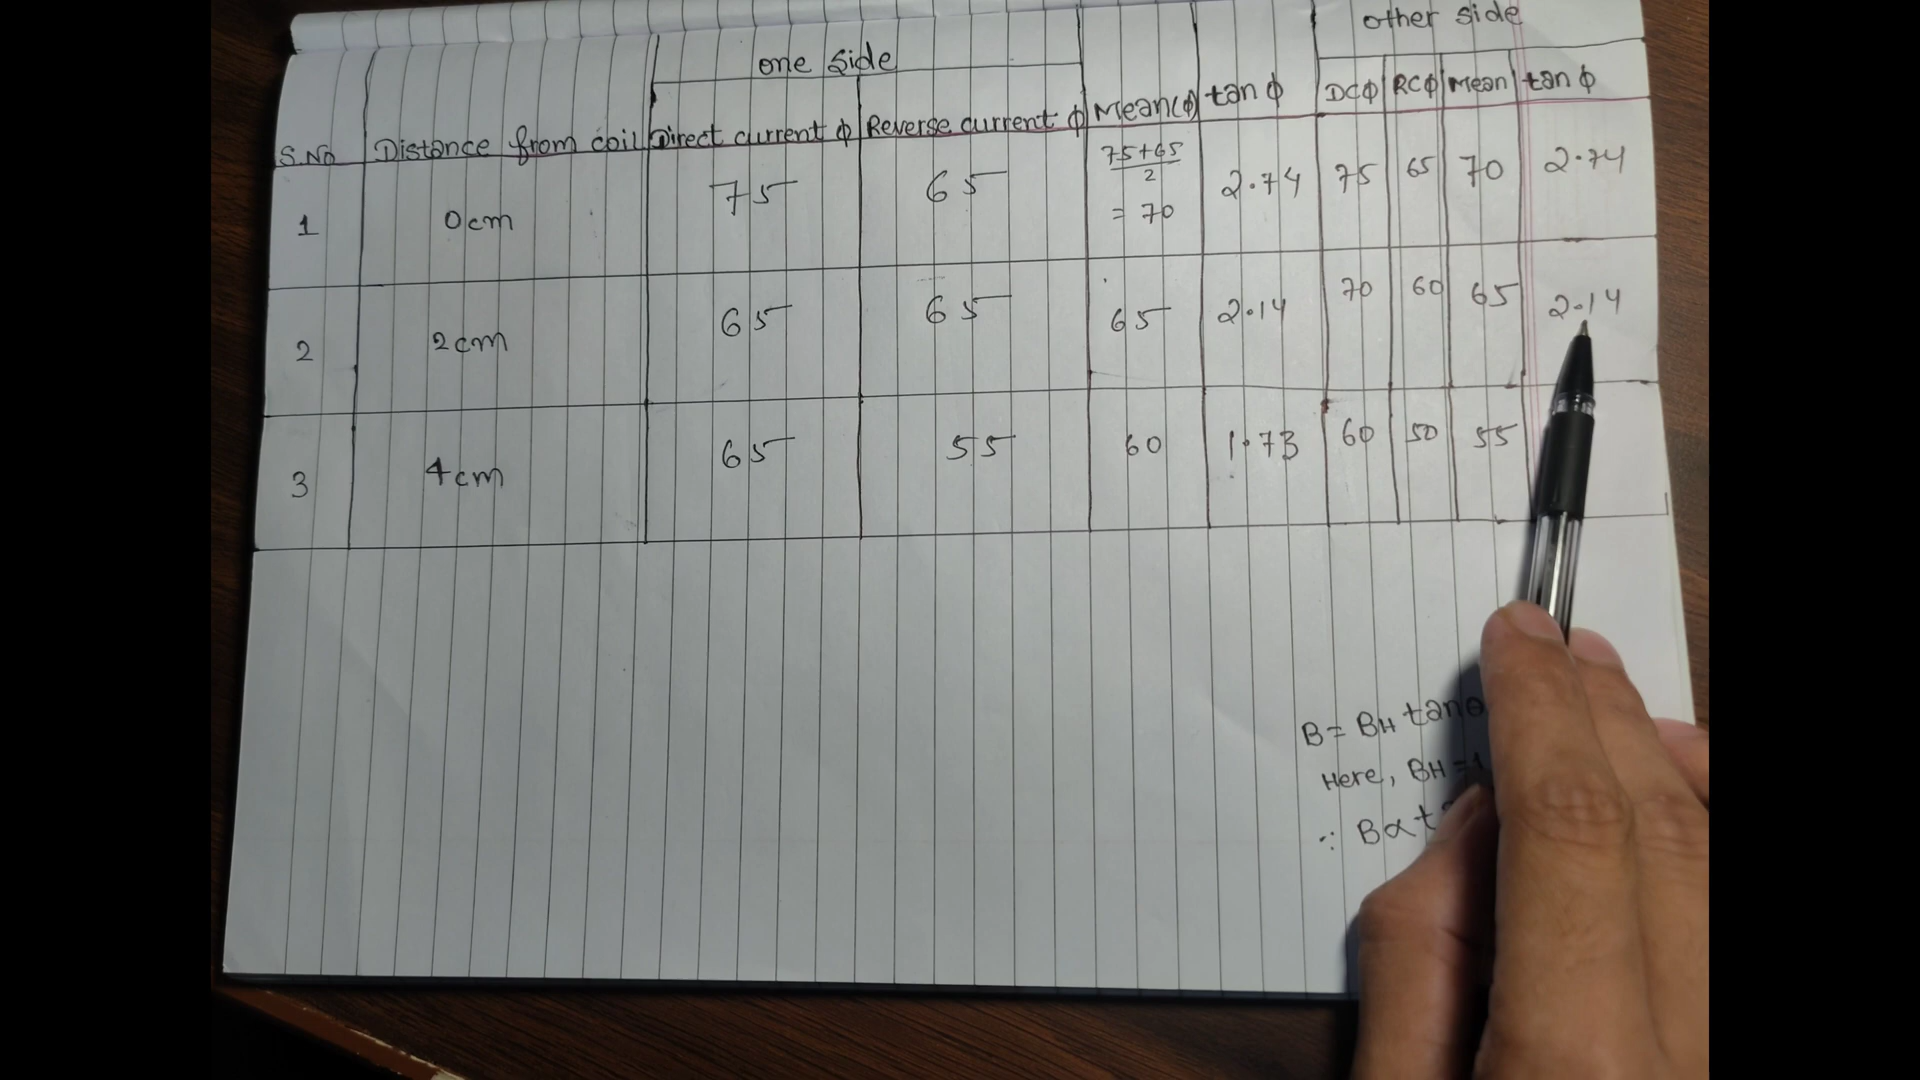 other side
one side
S.No Distance from coil Direct current ϕ Reverse current ϕ Mean(ϕ) tan ϕ DCϕ RCϕ Mean tan ϕ
1 0cm 75 65 75+65/2 = 70 2.74 75 65 70 2.74
2 2cm 65 65 65 2.14 70 60 65 2.14
3 4cm 65 55 60 1.73 60 50 55
B = BH tanθ
Here, BH =
∴ B α